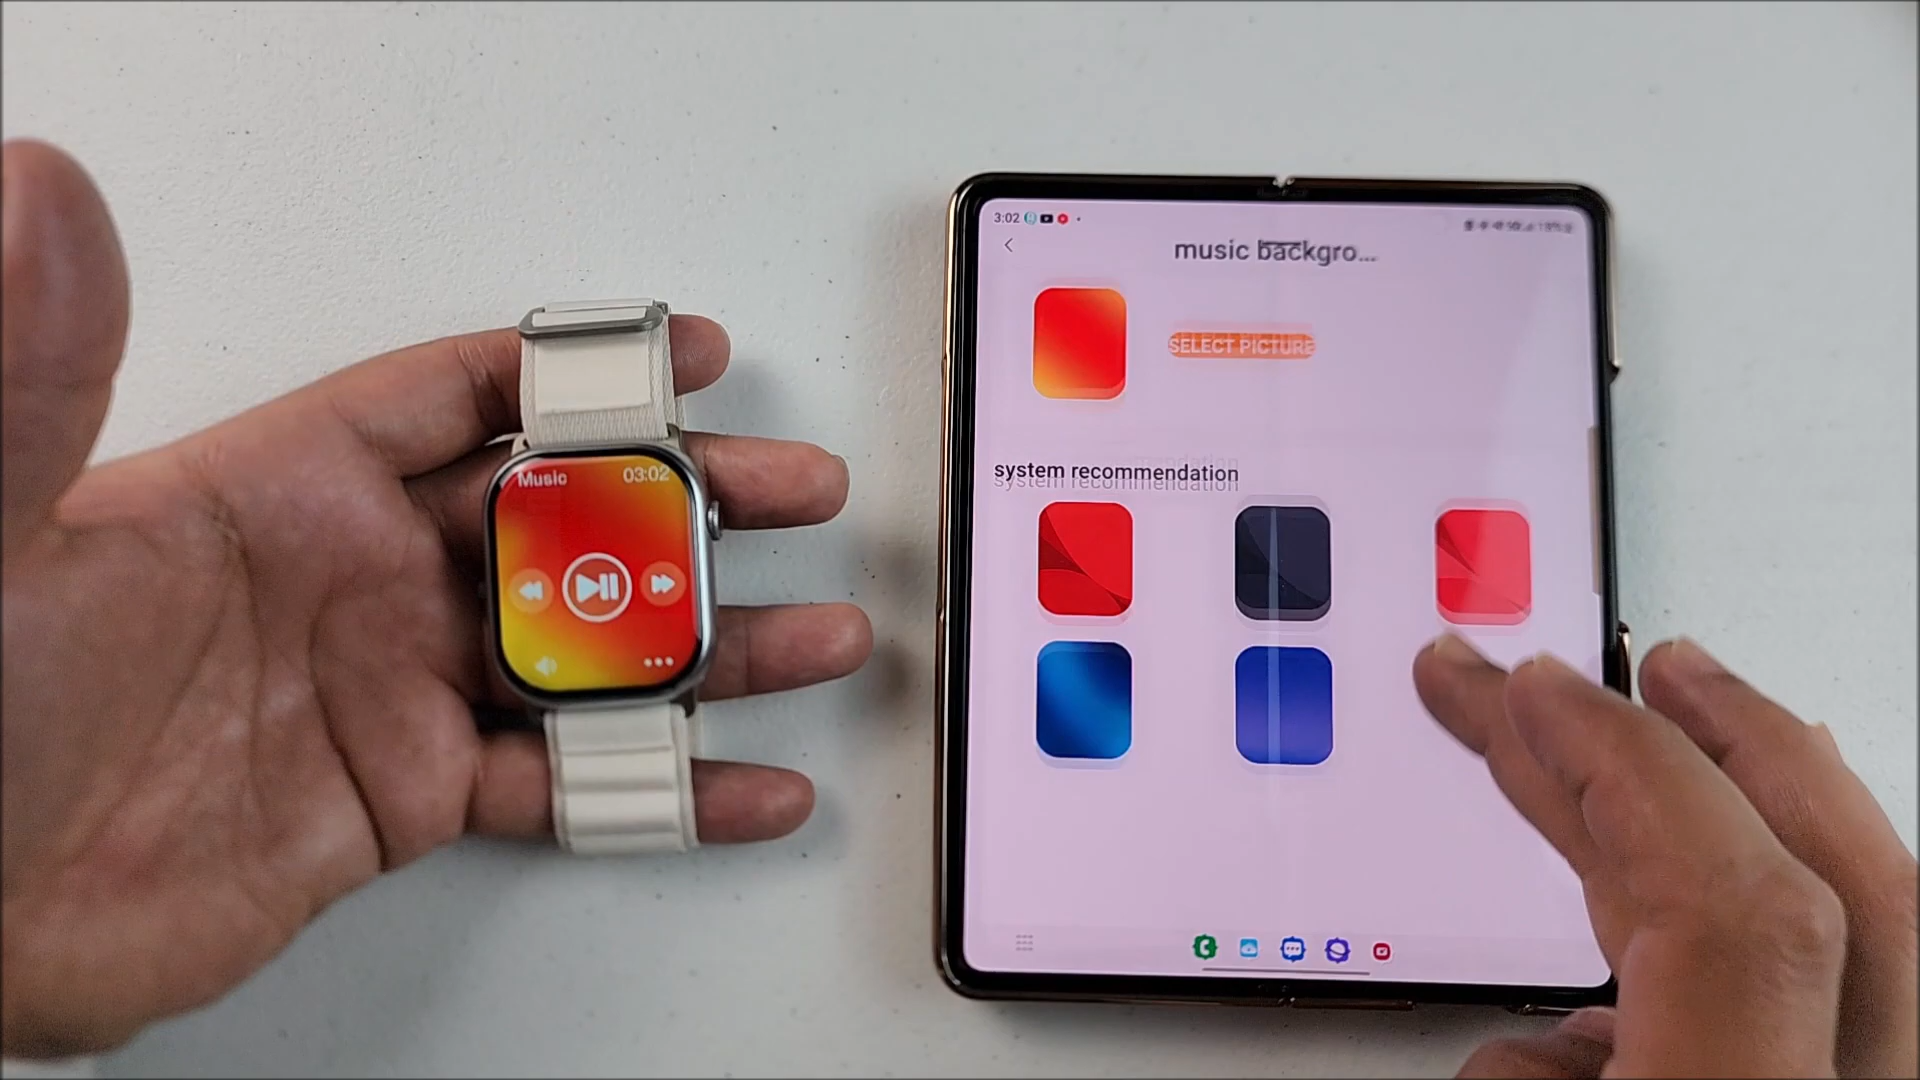 Music 03:02
3:02
music backgro...
SELECT PICTURE
system recommendation